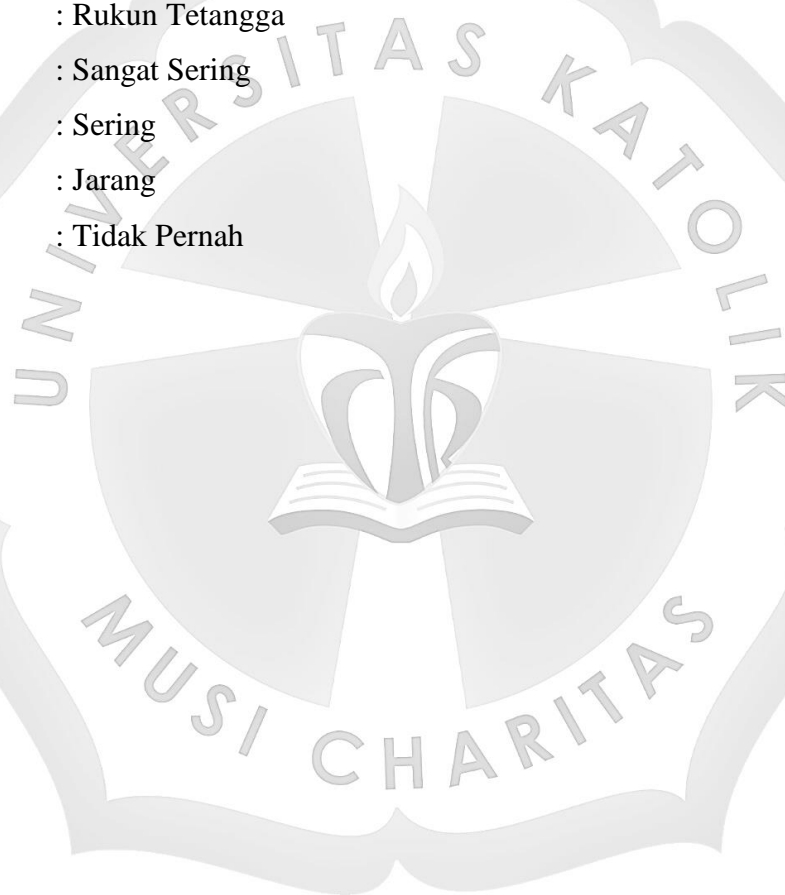 : Rukun Tetangga
: Sangat Sering
: Sering
: Jarang
: Tidak Pernah
UNIVERSITAS KATOLIK
MUSI CHARITAS